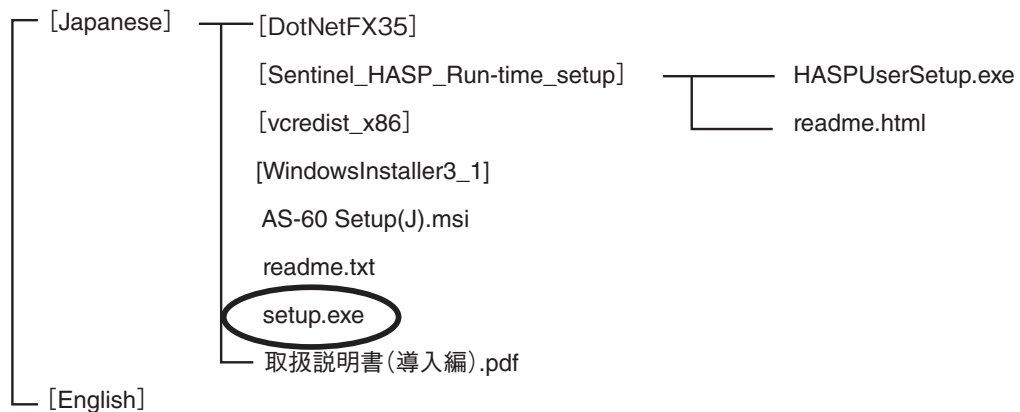 ［Japanese］
［DotNetFX35］
［Sentinel_HASP_Run-time_setup］
HASPUserSetup.exe
readme.html
［vcredist_x86］
[WindowsInstaller3_1]
AS-60 Setup(J).msi
readme.txt
setup.exe
取扱説明書（導入編）.pdf
［English］